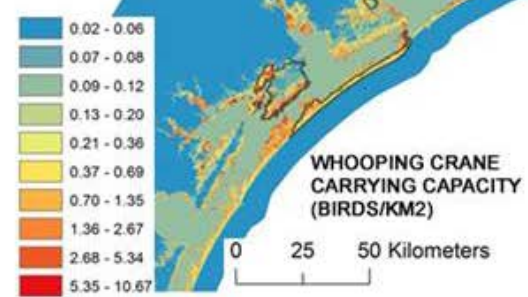 0.02 - 0.06
0.07 - 0.08
0.09 - 0.12
0.13 - 0.20
0.21 - 0.36
0.37 - 0.69
0.70 - 1.35
1.36 - 2.67
2.68 - 5.34
5.35 - 10.67
WHOOPING CRANE
CARRYING CAPACITY
(BIRDS/KM2)
0 25 50 Kilometers